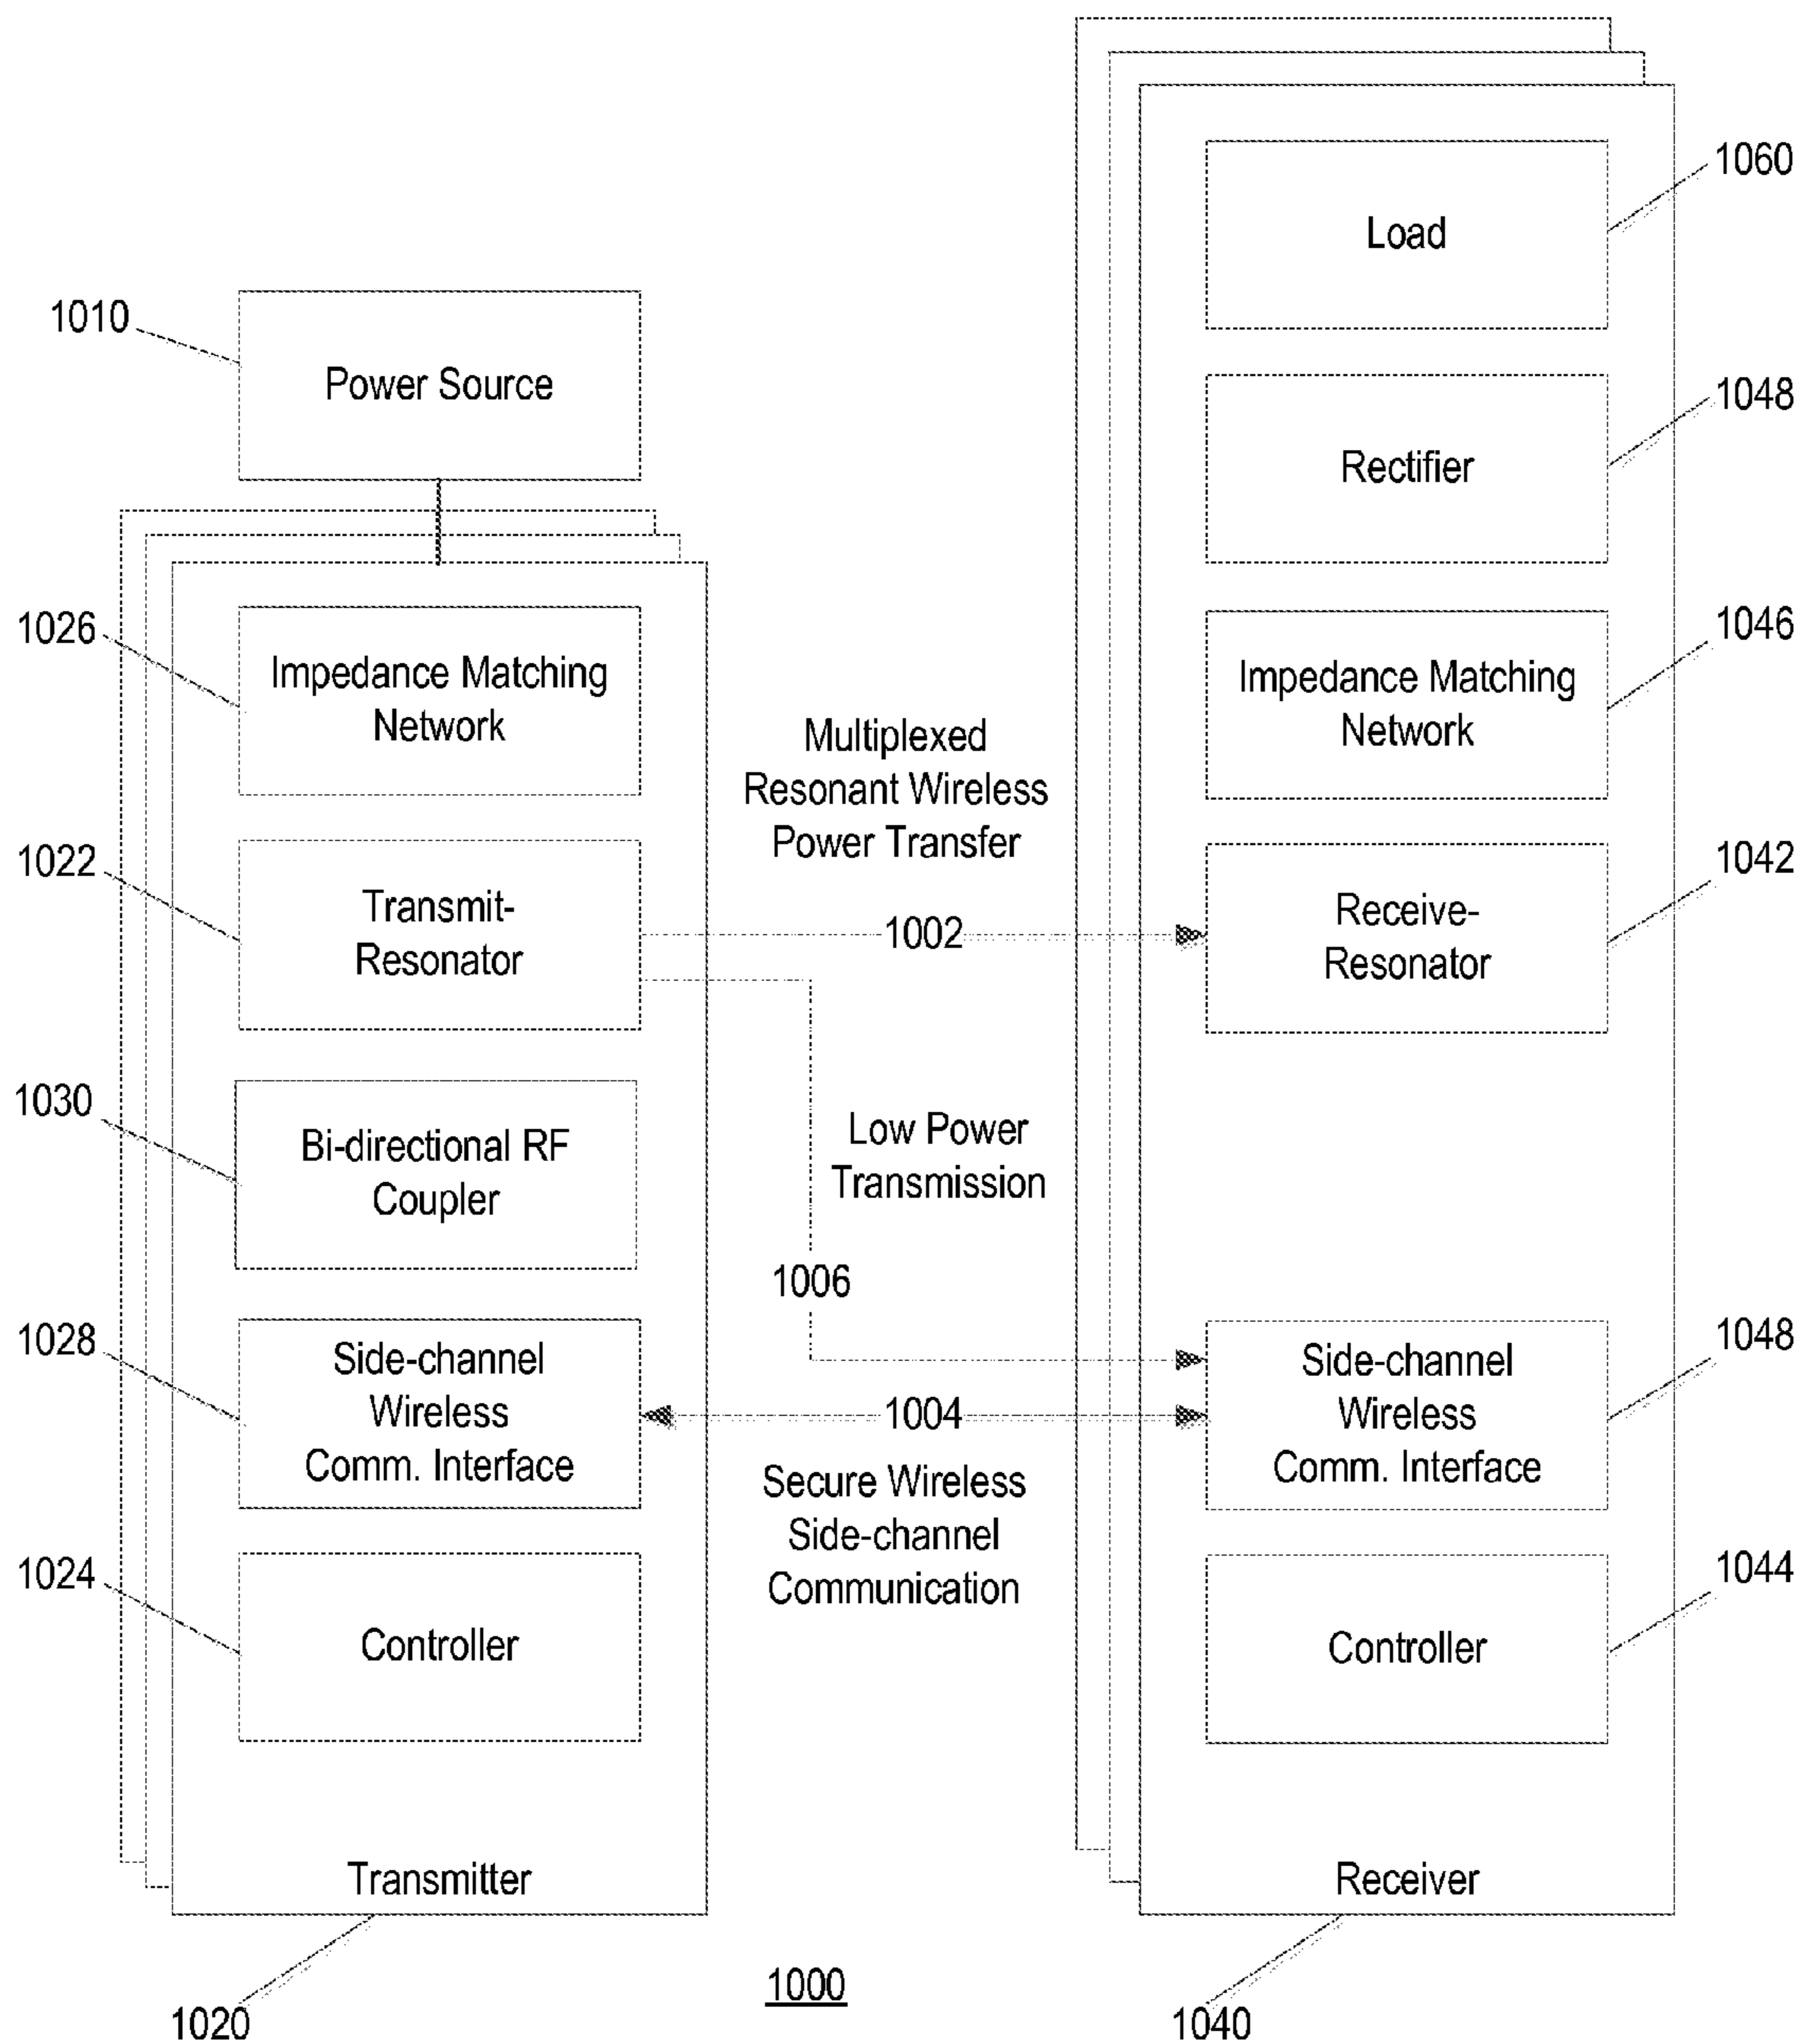 1060
Load
1010
Power Source
1048
Rectifier
1026
Impedance Matching
Network
1046
Impedance Matching
Network
Multiplexed
Resonant Wireless
Power Transfer
1022
Transmit-
Resonator
1002
1042
Receive-
Resonator
1030
Bi-directional RF
Coupler
Low Power
Transmission
1006
1028
Side-channel
Wireless
Comm. Interface
1004
1048
Side-channel
Wireless
Comm. Interface
Secure Wireless
Side-channel
Communication
1024
Controller
1044
Controller
Transmitter
Receiver
1000
1020
1040